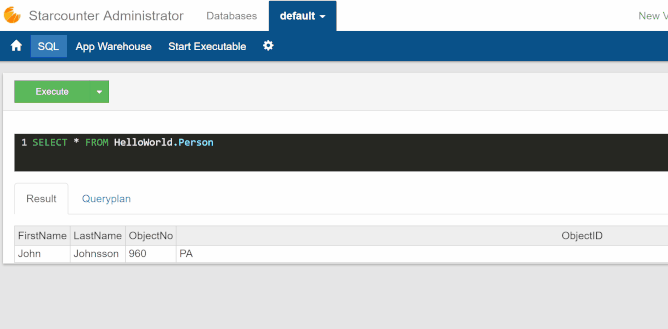 Starcounter Administrator Databases default New V
SQL App Warehouse Start Executable
Execute
1 SELECT * FROM HelloWorld.Person
Result Queryplan
FirstName LastName ObjectNo ObjectID
John Johnsson 960 PA